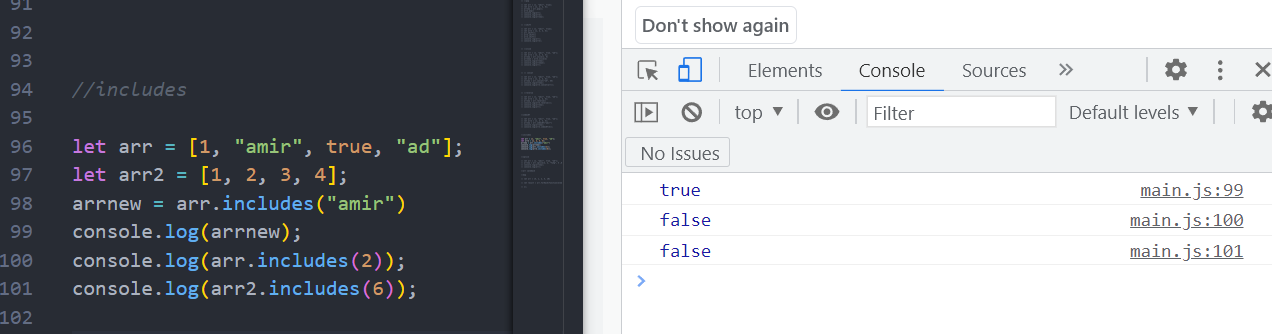 91
92
93
94 //includes
95
96 let arr = [1, "amir", true, "ad"];
97 let arr2 = [1, 2, 3, 4];
98 arrnew = arr.includes("amir")
99 console.log(arrnew);
100 console.log(arr.includes(2));
101 console.log(arr2.includes(6));
102
Don't show again
Elements Console Sources
top Filter Default levels
No Issues
true main.js:99
false main.js:100
false main.js:101